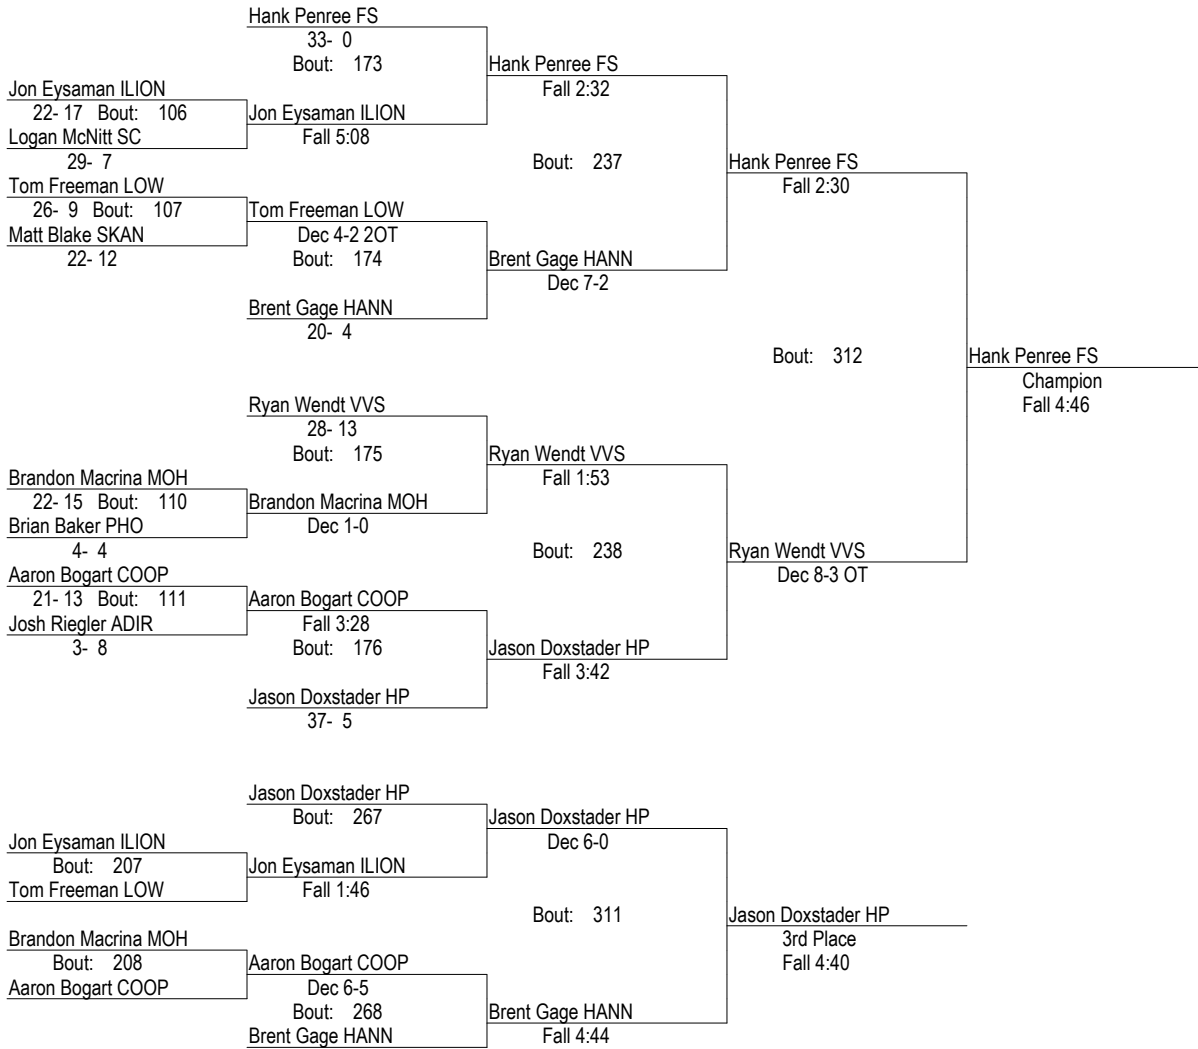 Hank Penree FS
33- 0
Bout: 173
Hank Penree FS
Fall 2:32
Jon Eysaman ILION
22- 17 Bout: 106
Jon Eysaman ILION
Fall 5:08
Logan McNitt SC
29- 7
Bout: 237
Hank Penree FS
Fall 2:30
Tom Freeman LOW
26- 9 Bout: 107
Tom Freeman LOW
Dec 4-2 2OT
Matt Blake SKAN
22- 12
Bout: 174
Brent Gage HANN
Dec 7-2
Brent Gage HANN
20- 4
Bout: 312
Hank Penree FS
Champion
Fall 4:46
Ryan Wendt VVS
28- 13
Bout: 175
Ryan Wendt VVS
Fall 1:53
Brandon Macrina MOH
22- 15 Bout: 110
Brandon Macrina MOH
Dec 1-0
Brian Baker PHO
4- 4
Bout: 238
Ryan Wendt VVS
Dec 8-3 OT
Aaron Bogart COOP
21- 13 Bout: 111
Aaron Bogart COOP
Fall 3:28
Josh Riegler ADIR
3- 8
Bout: 176
Jason Doxstader HP
Fall 3:42
Jason Doxstader HP
37- 5
Jason Doxstader HP
Bout: 267
Jason Doxstader HP
Dec 6-0
Jon Eysaman ILION
Bout: 207
Jon Eysaman ILION
Fall 1:46
Tom Freeman LOW
Bout: 311
Jason Doxstader HP
3rd Place
Fall 4:40
Brandon Macrina MOH
Bout: 208
Aaron Bogart COOP
Dec 6-5
Aaron Bogart COOP
Bout: 268
Brent Gage HANN
Fall 4:44
Brent Gage HANN